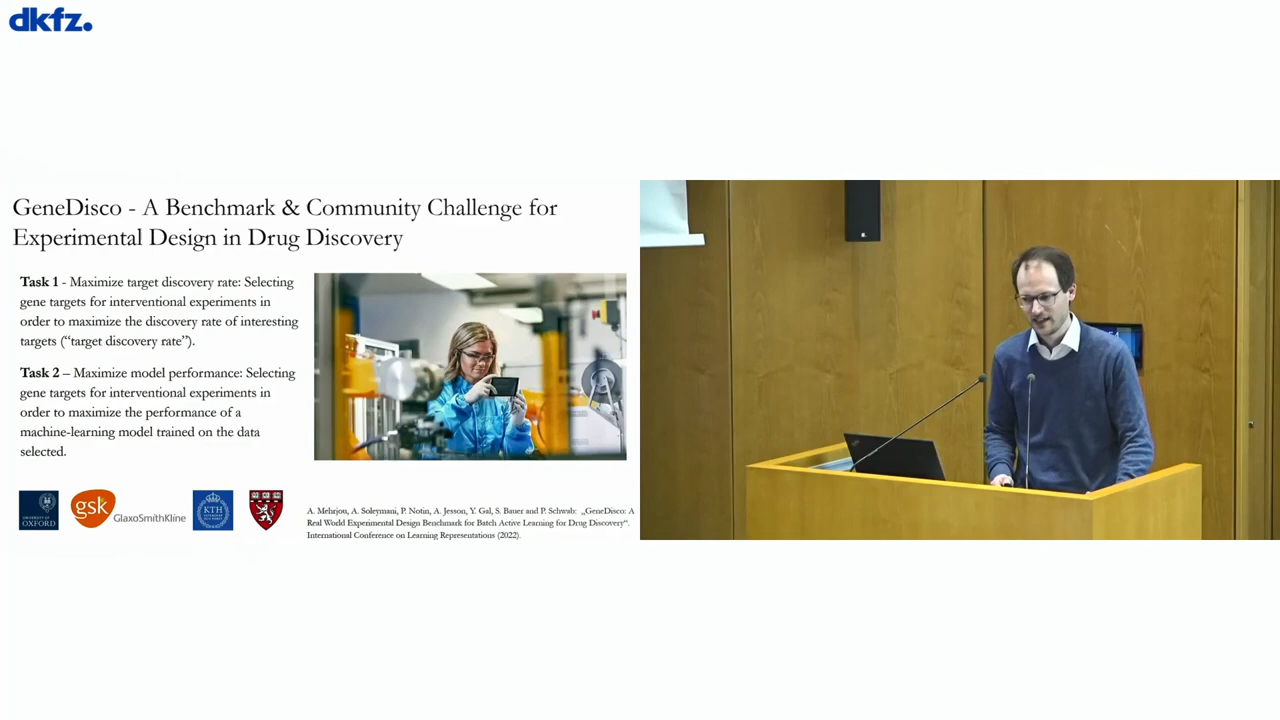 dkfz.
GeneDisco - A Benchmark & Community Challenge for
Experimental Design in Drug Discovery
Task 1 - Maximize target discovery rate: Selecting
gene targets for interventional experiments in
order to maximize the discovery rate of interesting
targets (“target discovery rate”).
Task 2 – Maximize model performance: Selecting
gene targets for interventional experiments in
order to maximize the performance of a
machine-learning model trained on the data
selected.
UNIVERSITY OF
OXFORD
gsk
GlaxoSmithKline
KTH
A. Mehrjou, A. Soleymani, P. Notin, A. Jesson, Y. Gal, S. Bauer and P. Schwab: „GeneDisco: A
Real World Experimental Design Benchmark for Batch Active Learning for Drug Discovery“.
International Conference on Learning Representations (2022).